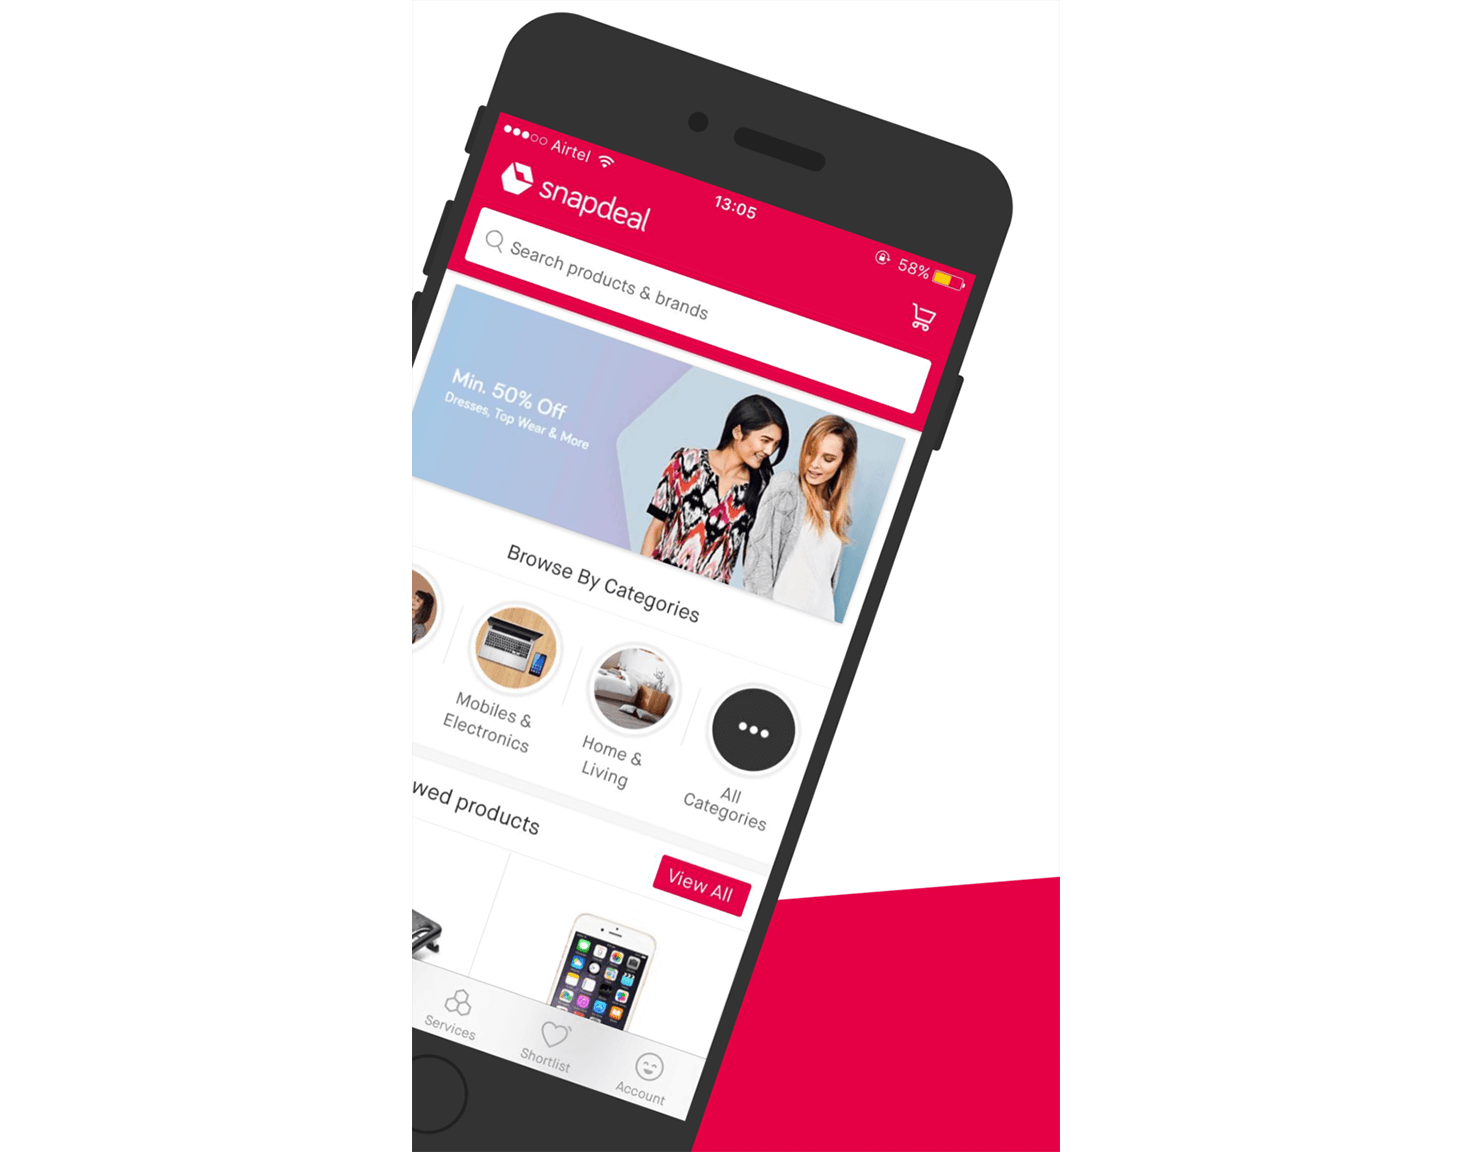 Airtel
13:05
58%
snapdeal
Search products & brands
Min. 50% Off
Dresses, Top Wear & More
Browse By Categories
Mobiles &
Electronics
Home &
Living
All
Categories
wed products
View All
Services
Shortlist
Account